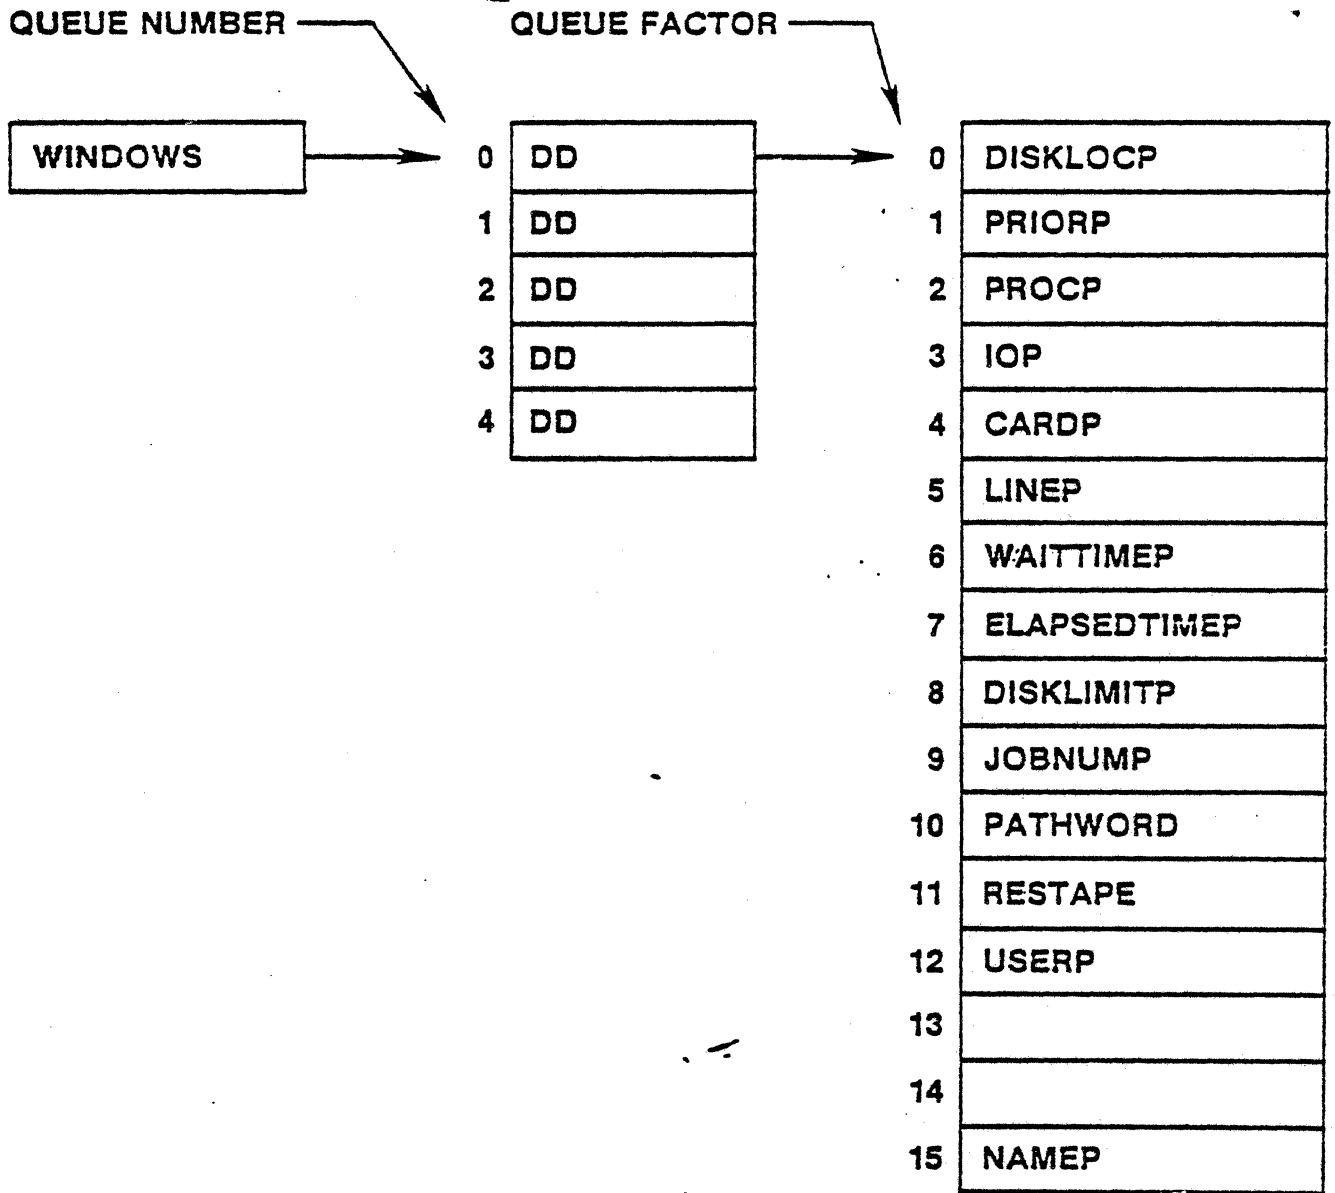 QUEUE NUMBER
QUEUE FACTOR
WINDOWS
0 DD
1 DD
2 DD
3 DD
4 DD
0 DISKLOCP
1 PRIORP
2 PROCP
3 IOP
4 CARDP
5 LINEP
6 WAITTIMEP
7 ELAPSEDTIMEP
8 DISKLIMITP
9 JOBNUMP
10 PATHWORD
11 RESTAPE
12 USERP
13
14
15 NAMEP